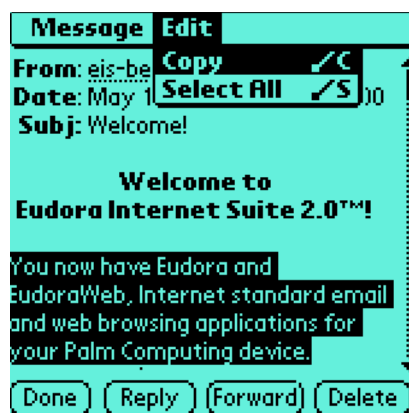 Message Edit
Copy /C
Select All /S
From: eis-be
Date: May 1 00
Subj: Welcome!
Welcome to
Eudora Internet Suite 2.0™!
You now have Eudora and
EudoraWeb, Internet standard email
and web browsing applications for
your Palm Computing device.
Done Reply Forward Delete